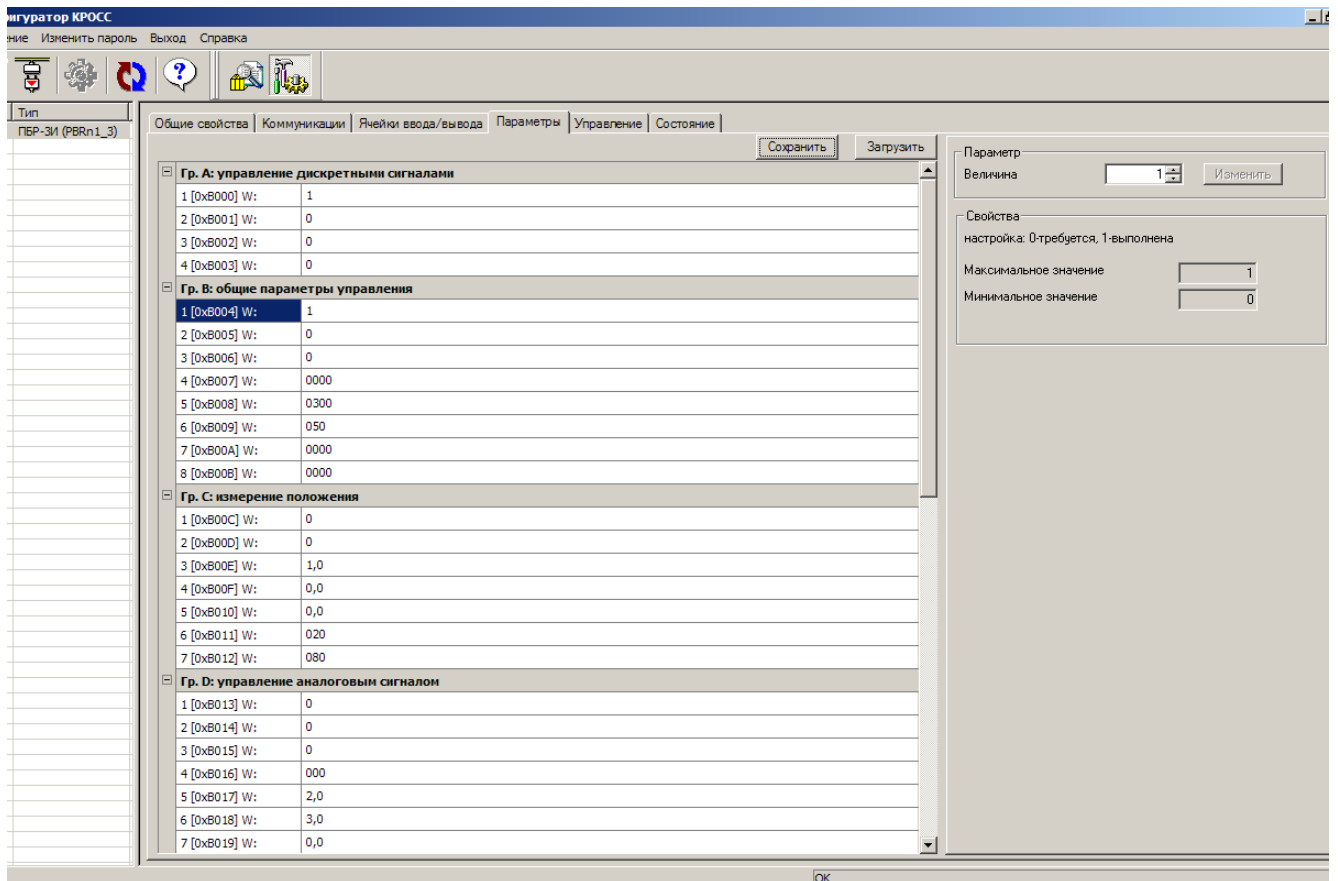 игуратор КРОСС
ние Изменить пароль Выход Справка
Тип
ПБР-3И (PBRn1_3)
Общие свойства Коммуникации Ячейки ввода/вывода Параметры Управление Состояние
Сохранить Загрузить
Гр. A: управление дискретными сигналами
1 [0xB000] W: 1
2 [0xB001] W: 0
3 [0xB002] W: 0
4 [0xB003] W: 0
Гр. B: общие параметры управления
1 [0xB004] W: 1
2 [0xB005] W: 0
3 [0xB006] W: 0
4 [0xB007] W: 0000
5 [0xB008] W: 0300
6 [0xB009] W: 050
7 [0xB00A] W: 0000
8 [0xB00B] W: 0000
Гр. C: измерение положения
1 [0xB00C] W: 0
2 [0xB00D] W: 0
3 [0xB00E] W: 1,0
4 [0xB00F] W: 0,0
5 [0xB010] W: 0,0
6 [0xB011] W: 020
7 [0xB012] W: 080
Гр. D: управление аналоговым сигналом
1 [0xB013] W: 0
2 [0xB014] W: 0
3 [0xB015] W: 0
4 [0xB016] W: 000
5 [0xB017] W: 2,0
6 [0xB018] W: 3,0
7 [0xB019] W: 0,0
Параметр
Величина 1 Изменить
Свойства
настройка: 0-требуется, 1-выполнена
Максимальное значение 1
Минимальное значение 0
OK